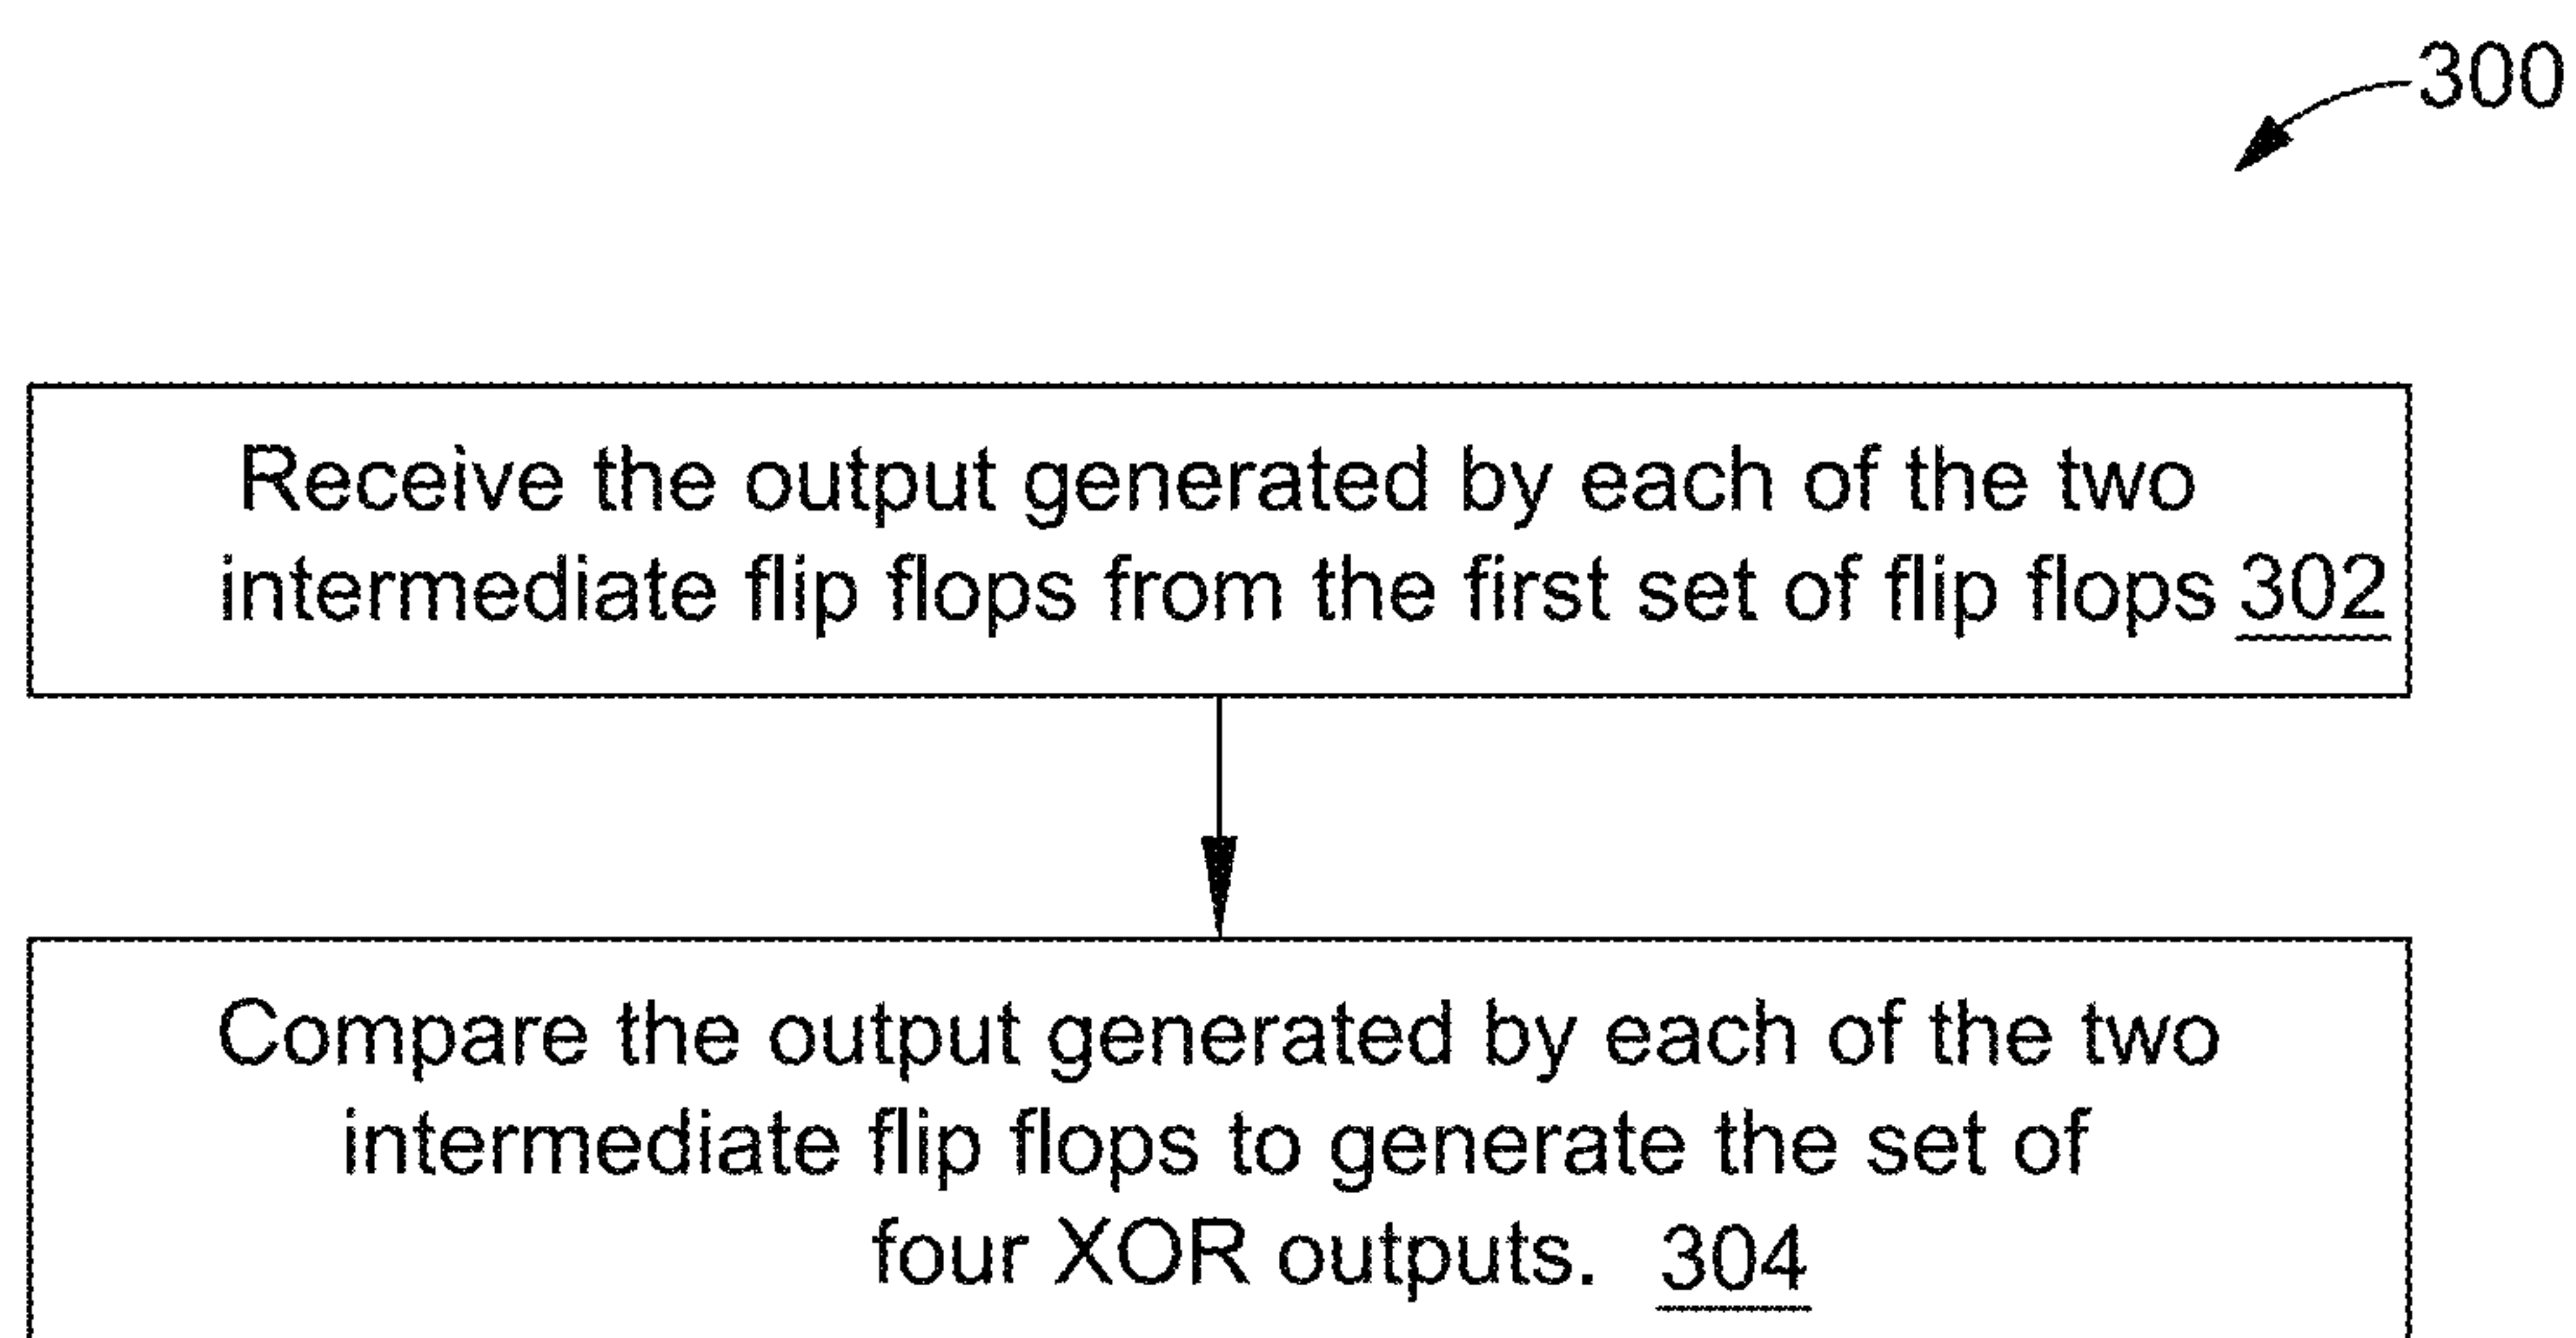 300
Receive the output generated by each of the two
intermediate flip flops from the first set of flip flops 302
Compare the output generated by each of the two
intermediate flip flops to generate the set of
four XOR outputs. 304